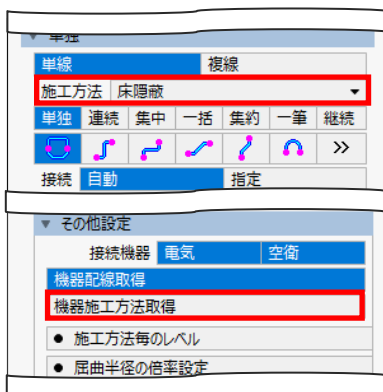 ▼ 単独
単線 複線
施工方法 床隠蔽
単独 連続 集中 一括 集約 一筆 継続
>>
接続 自動 指定
▼ その他設定
接続機器 電気 空衛
機器配線取得
機器施工方法取得
● 施工方法毎のレベル
● 屈曲半径の倍率設定